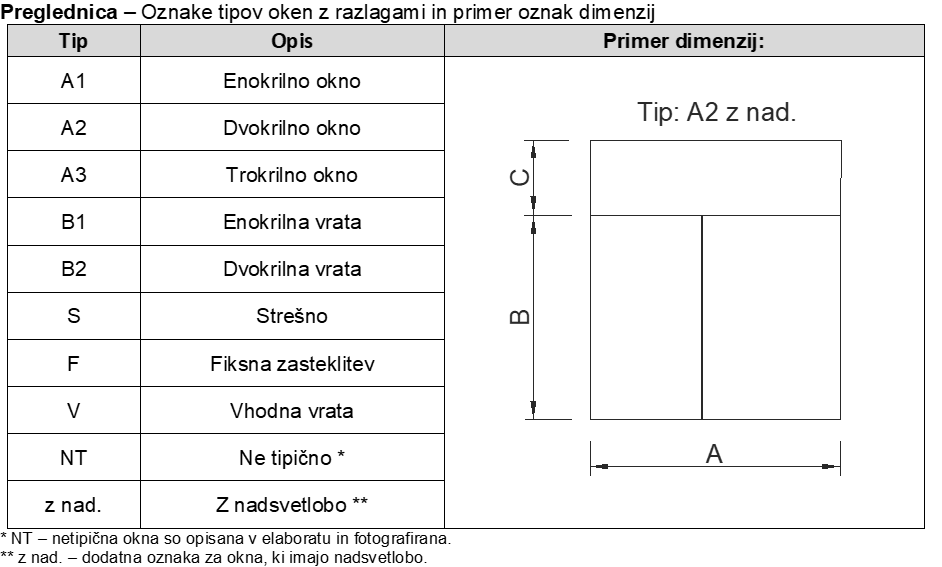 Preglednica – Oznake tipov oken z razlagami in primer oznak dimenzij
Tip Opis Primer dimenzij:
A1 Enokrilno okno
A2 Dvokrilno okno
A3 Trokrilno okno
B1 Enokrilna vrata
B2 Dvokrilna vrata
S Strešno
F Fiksna zasteklitev
V Vhodna vrata
NT Ne tipično *
z nad. Z nadsvetlobo **
Tip: A2 z nad.
C
B
A
* NT – netipična okna so opisana v elaboratu in fotografirana.
** z nad. – dodatna oznaka za okna, ki imajo nadsvetlobo.